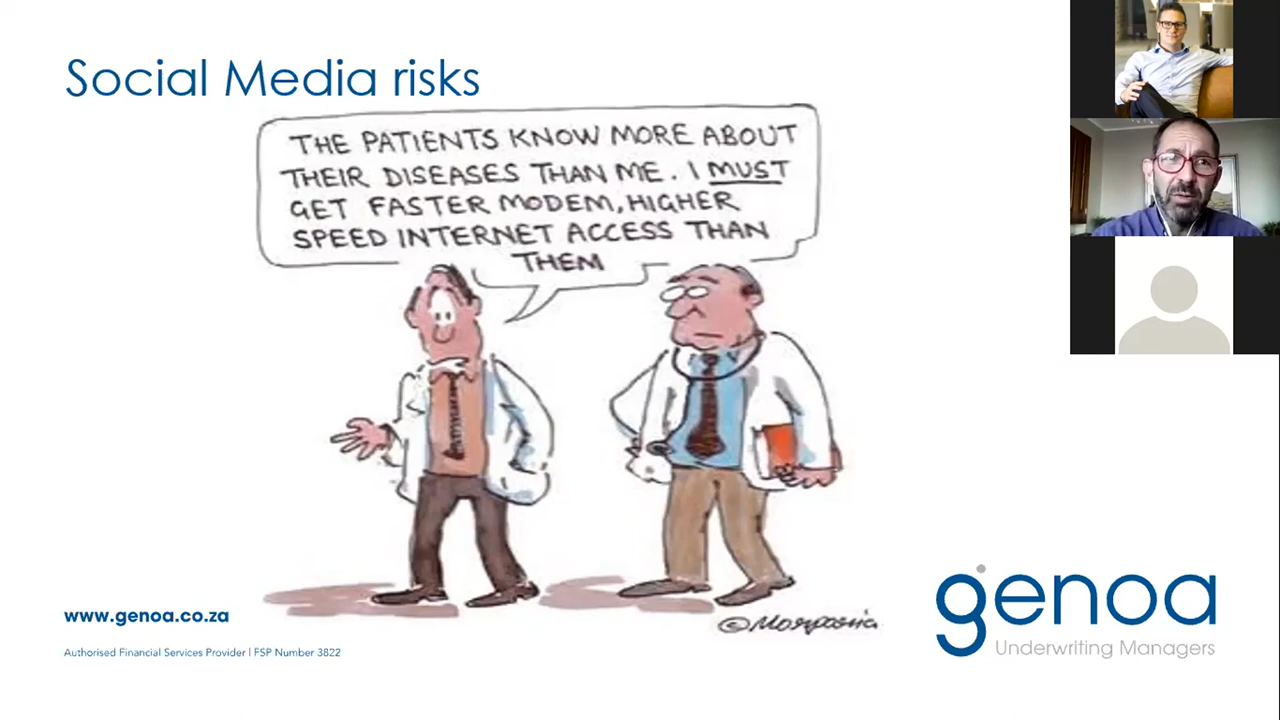 Social Media risks
THE PATIENTS KNOW MORE ABOUT
THEIR DISEASES THAN ME. I MUST
GET FASTER MODEM, HIGHER
SPEED INTERNET ACCESS THAN
THEM
©Morparia
www.genoa.co.za
Authorised Financial Services Provider | FSP Number 3822
genoa
Underwriting Managers